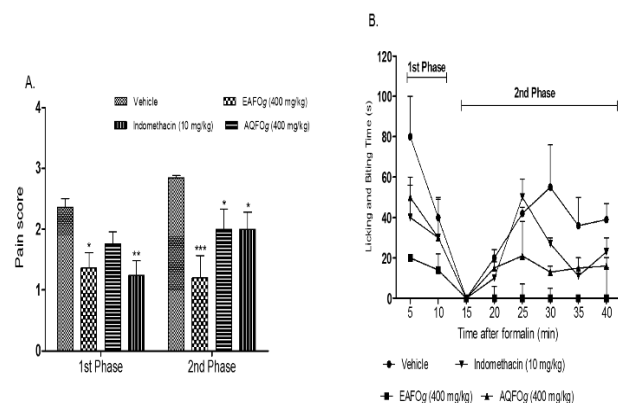 A.
Vehicle
EAFOg (400 mg/kg)
Indomethacin (10 mg/kg)
AQFOg (400 mg/kg)
Pain score
4
3
2
1
0
*
**
***
*
*
1st Phase
2nd Phase
B.
1st Phase
2nd Phase
Licking and Biting Time (s)
120
100
80
60
40
20
0
5 10 15 20 25 30 35 40
Time after formalin (min)
Vehicle
Indomethacin (10 mg/kg)
EAFOg (400 mg/kg)
AQFOg (400 mg/kg)